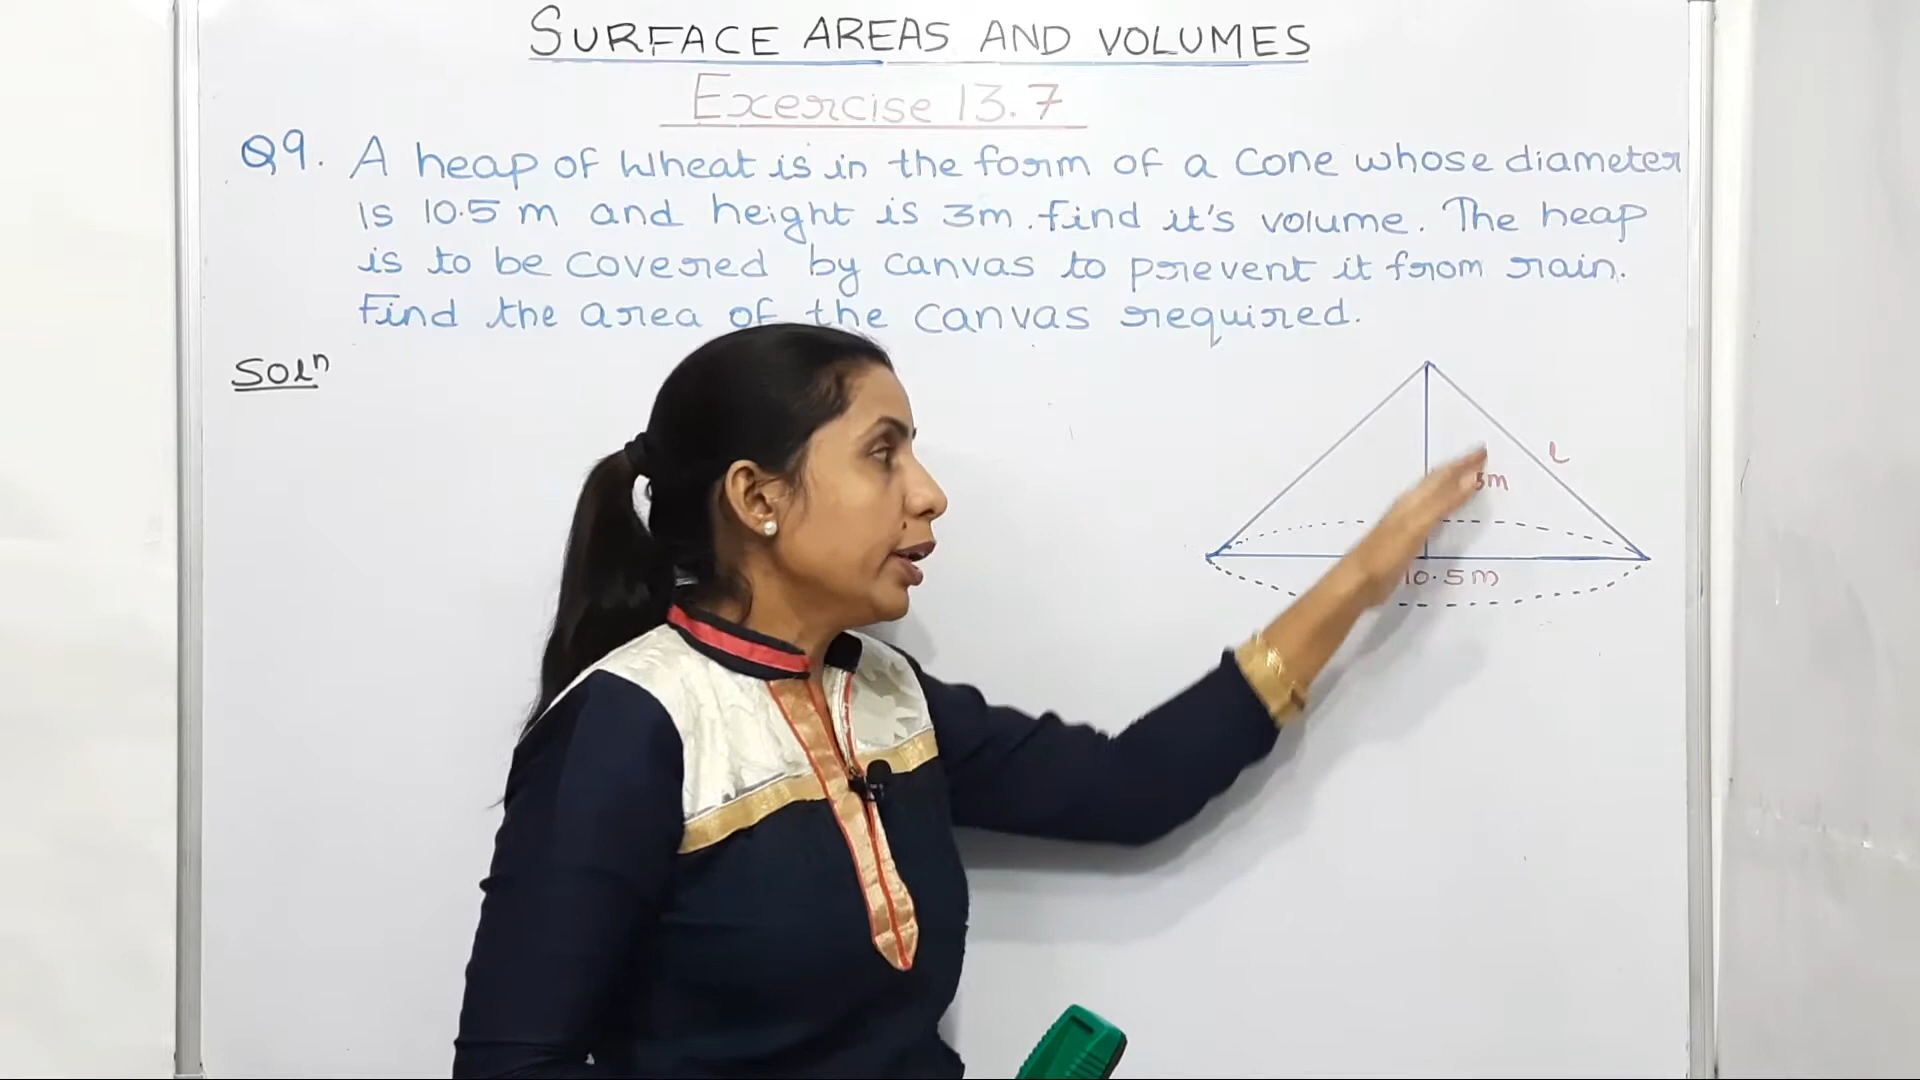 SURFACE AREAS AND VOLUMES
Exercise 13.7
Q9. A heap of wheat is in the form of a cone whose diameter
is 10.5 m and height is 3m. find it's volume. The heap
is to be covered by canvas to prevent it from rain.
Find the area of the canvas required.
Solⁿ
l
3m
10.5m